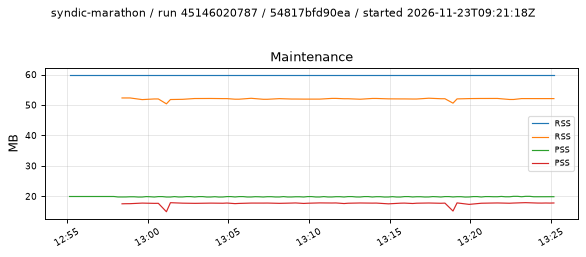 syndic-marathon / run 45146020787 / 54817bfd90ea / started 2026-11-23T09:21:18Z
Maintenance
MB
60
50
40
30
20
RSS
RSS
PSS
PSS
12:55
13:00
13:05
13:10
13:15
13:20
13:25